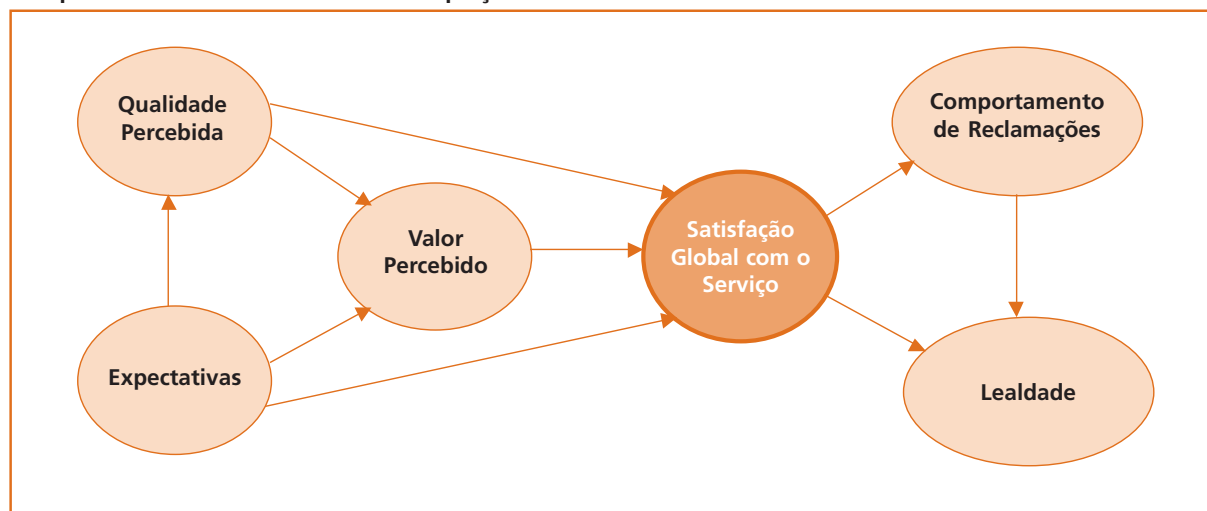 Qualidade
Percebida
Comportamento
de Reclamações
Valor
Percebido
Satisfação
Global com o
Serviço
Expectativas
Lealdade